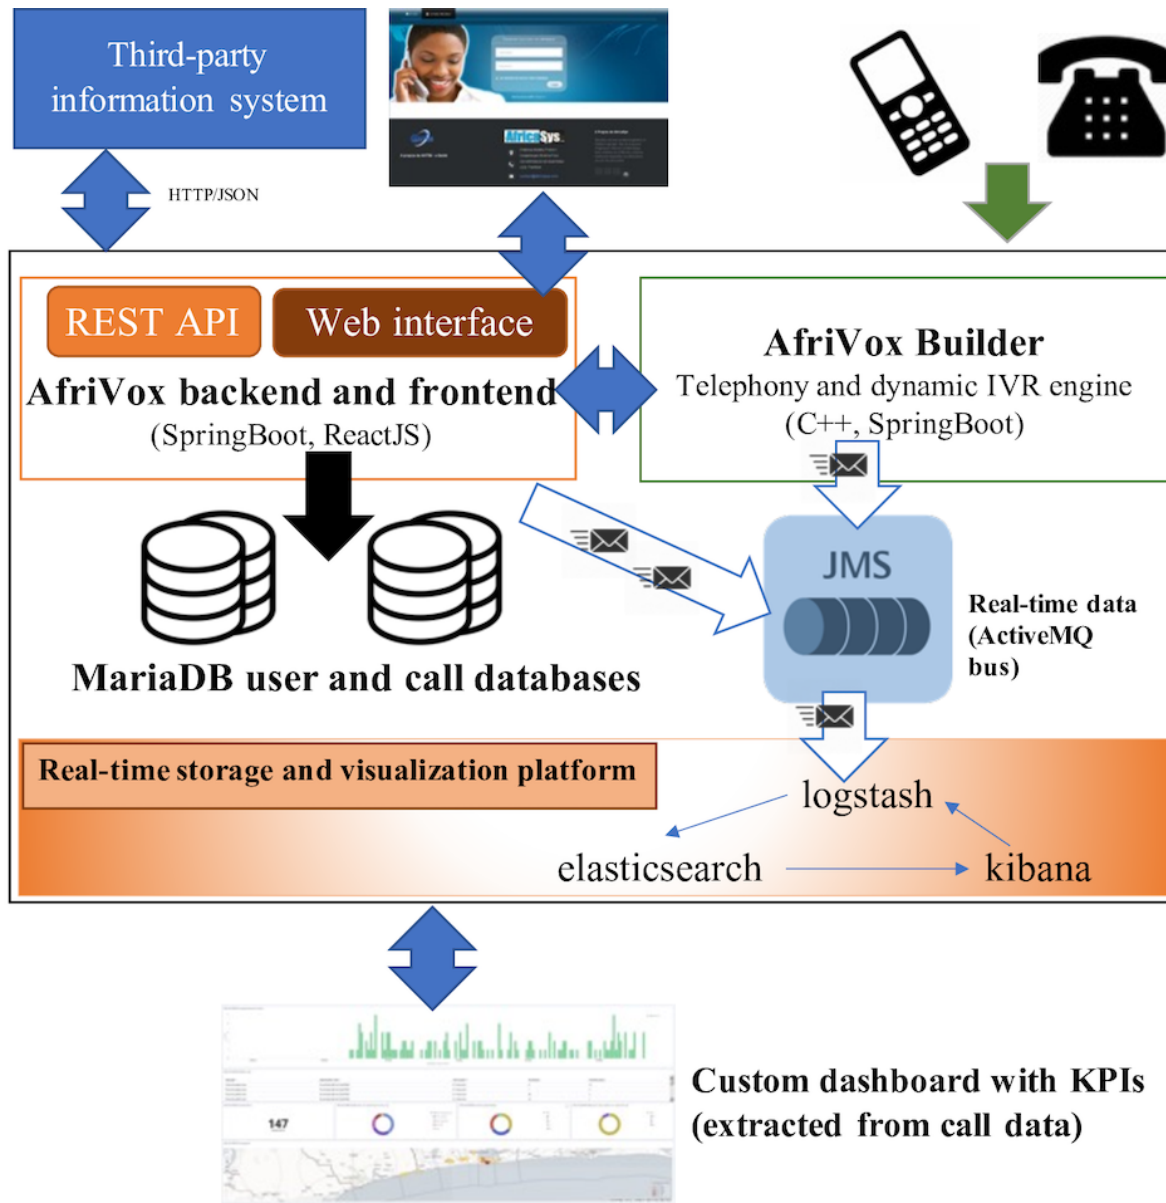 Third-party
information system
HTTP/JSON
AfricaSys
REST API
Web interface
AfriVox backend and frontend
(SpringBoot, ReactJS)
AfriVox Builder
Telephony and dynamic IVR engine
(C++, SpringBoot)
JMS
Real-time data
(ActiveMQ
bus)
MariaDB user and call databases
Real-time storage and visualization platform
logstash
elasticsearch
kibana
147
Custom dashboard with KPIs
(extracted from call data)